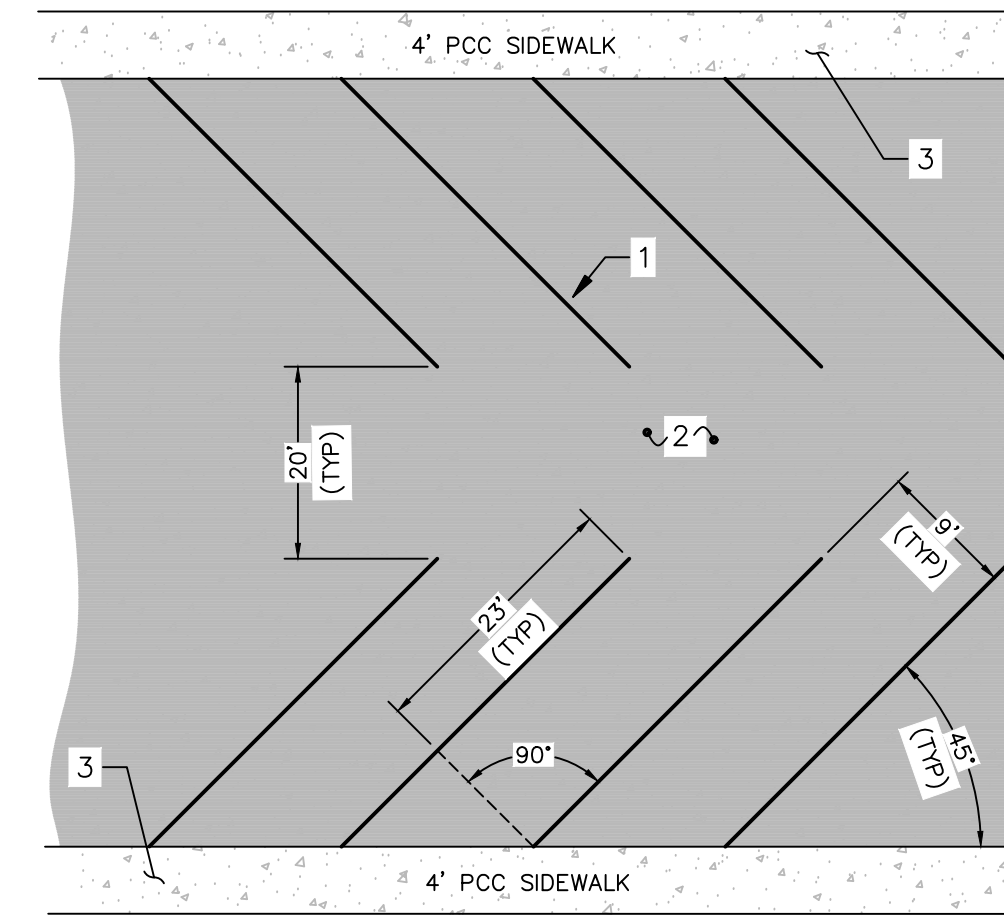 4' PCC SIDEWALK
3
1
2
20'
(TYP)
9'
(TYP)
23'
(TYP)
90°
45°
(TYP)
3
4' PCC SIDEWALK